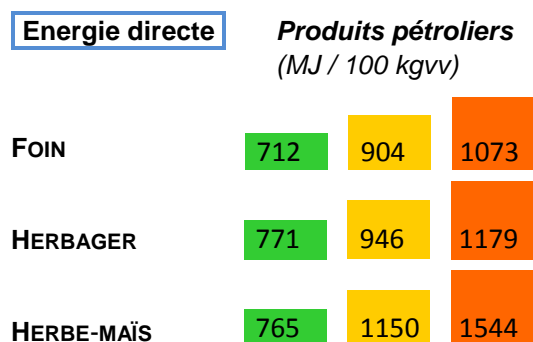 Energie directe Produits pétroliers
(MJ / 100 kgvv)
FOIN 712 904 1073
HERBAGER 771 946 1179
HERBE-MAÏS 765 1150 1544